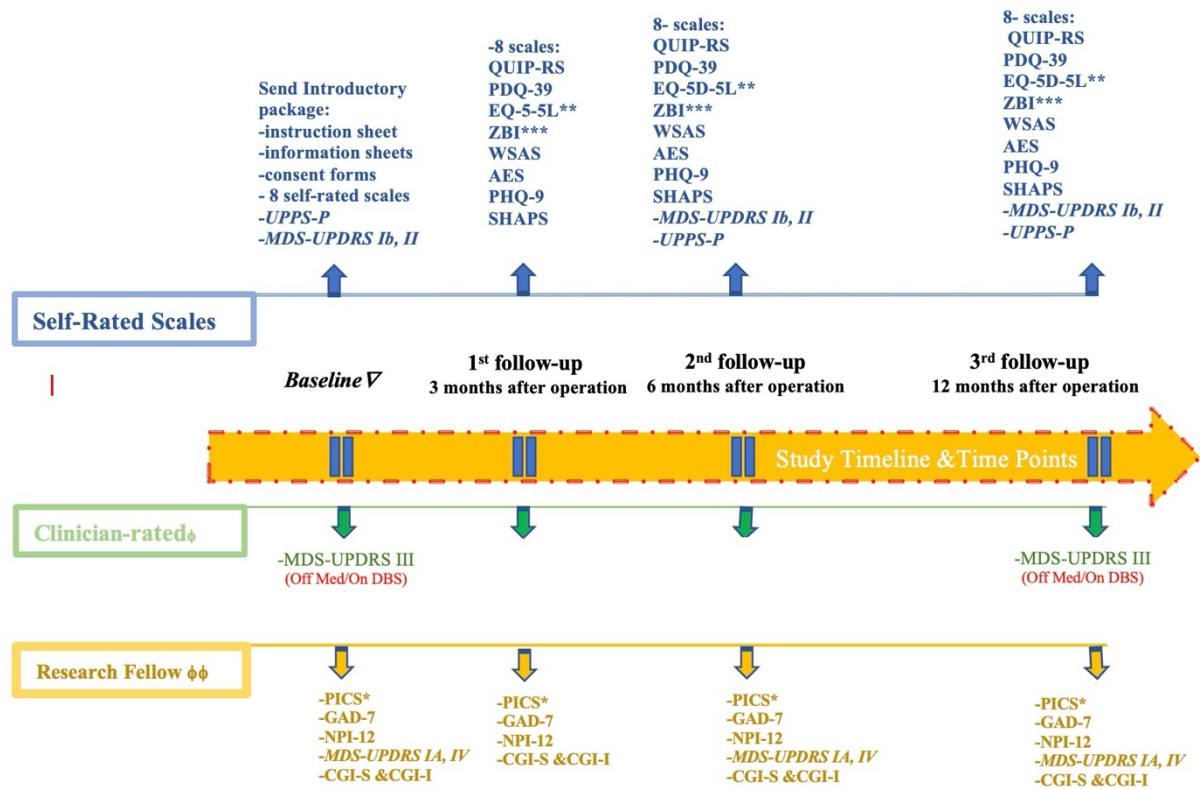 Send Introductory
package:
-instruction sheet
-information sheets
-consent forms
- 8 self-rated scales
-UPPS-P
-MDS-UPDRS Ib, II
-8 scales:
QUIP-RS
PDQ-39
EQ-5-5L**
ZBI***
WSAS
AES
PHQ-9
SHAPS
8- scales:
QUIP-RS
PDQ-39
EQ-5D-5L**
ZBI***
WSAS
AES
PHQ-9
SHAPS
-MDS-UPDRS Ib, II
-UPPS-P
8- scales:
QUIP-RS
PDQ-39
EQ-5D-5L**
ZBI***
WSAS
AES
PHQ-9
SHAPS
-MDS-UPDRS Ib, II
-UPPS-P
Self-Rated Scales
Baseline ∇
1st follow-up
3 months after operation
2nd follow-up
6 months after operation
3rd follow-up
12 months after operation
Study Timeline &Time Points
Clinician-ratedϕ
-MDS-UPDRS III
(Off Med/On DBS)
-MDS-UPDRS III
(Off Med/On DBS)
Research Fellow ϕϕ
-PICS*
-GAD-7
-NPI-12
-MDS-UPDRS IA, IV
-CGI-S &CGI-I
-PICS*
-GAD-7
-NPI-12
-CGI-S &CGI-I
-PICS*
-GAD-7
-NPI-12
-MDS-UPDRS IA, IV
-CGI-S &CGI-I
-PICS*
-GAD-7
-NPI-12
-MDS-UPDRS IA, IV
-CGI-S &CGI-I